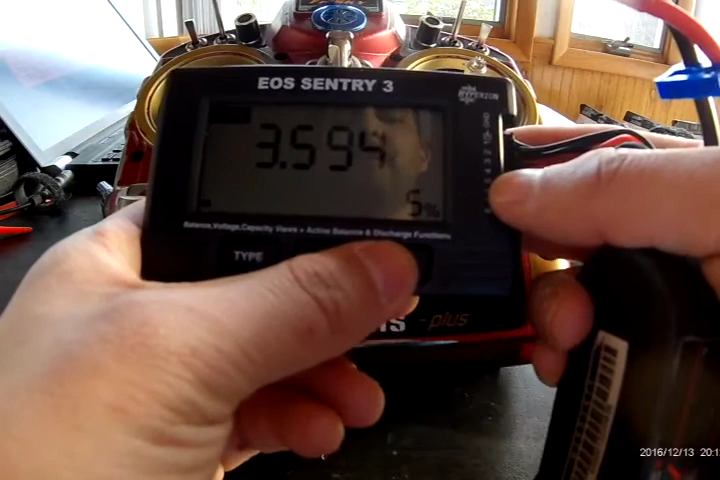 EOS SENTRY 3
3.594
5%
Balance,Voltage,Capacity Views + Active Balance & Discharge Functions
TYPE
-plus
2016/12/13 20:1